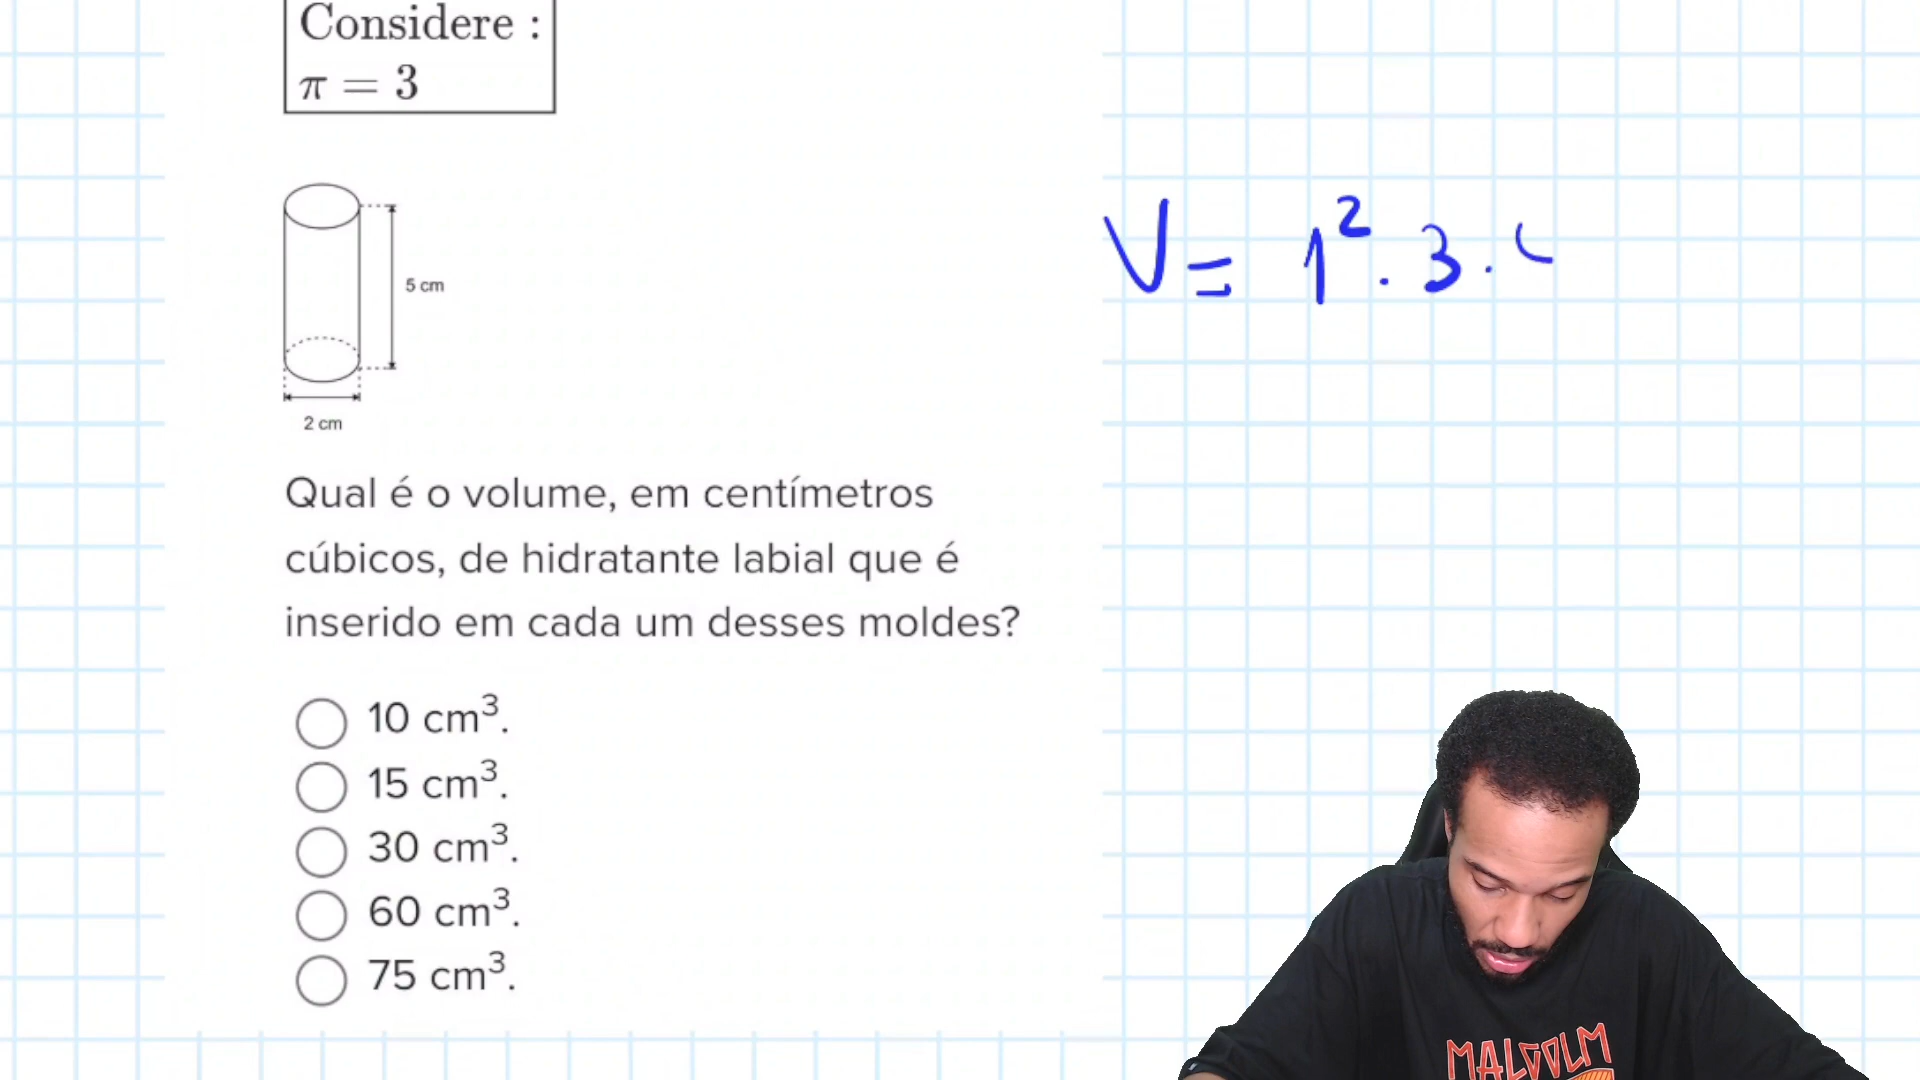 Considere :
π = 3
5 cm
2 cm
V = 1². 3 .
Qual é o volume, em centímetros
cúbicos, de hidratante labial que é
inserido em cada um desses moldes?
10 cm³.
15 cm³.
30 cm³.
60 cm³.
75 cm³.
MALCOLM